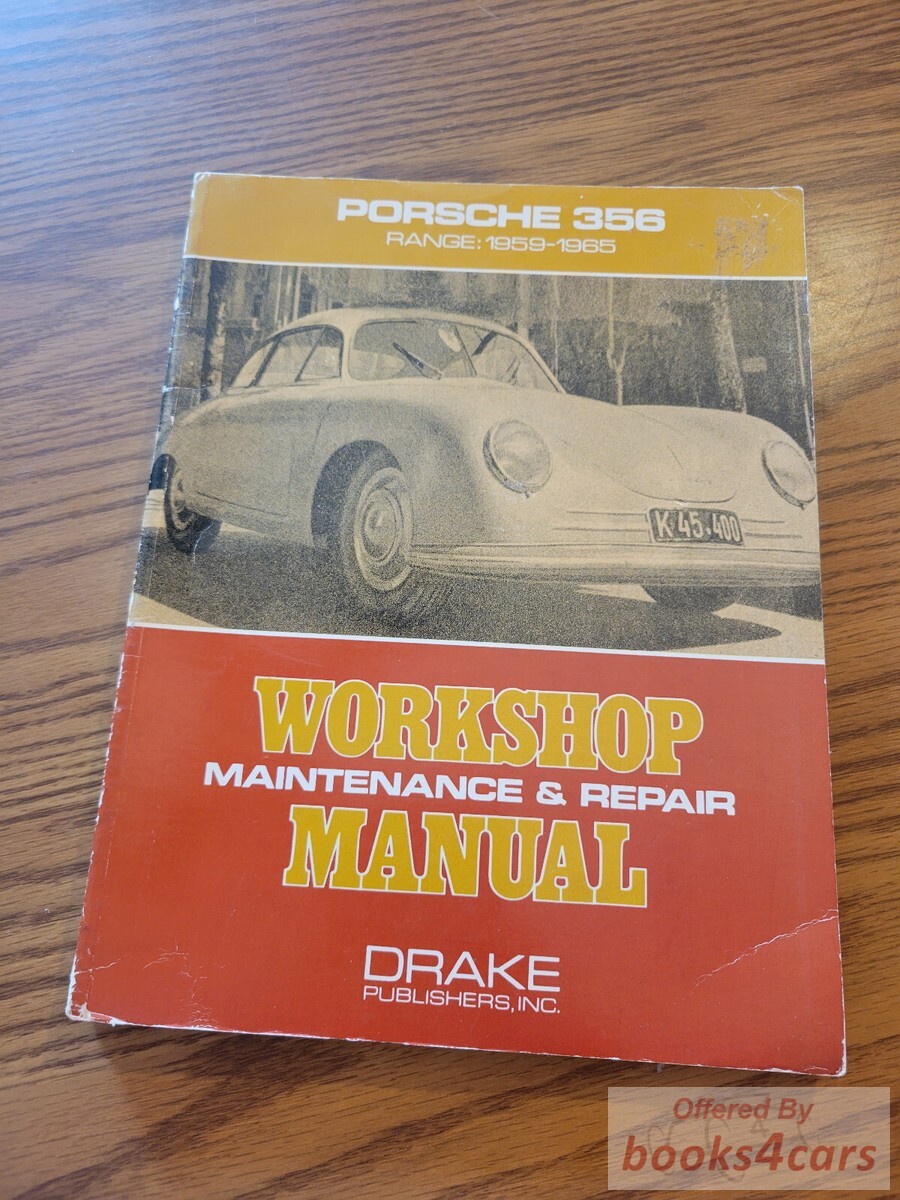 PORSCHE 356
RANGE: 1959-1965
K 45·400
WORKSHOP
MAINTENANCE & REPAIR
MANUAL
DRAKE
PUBLISHERS, INC.
Offered By
books4cars